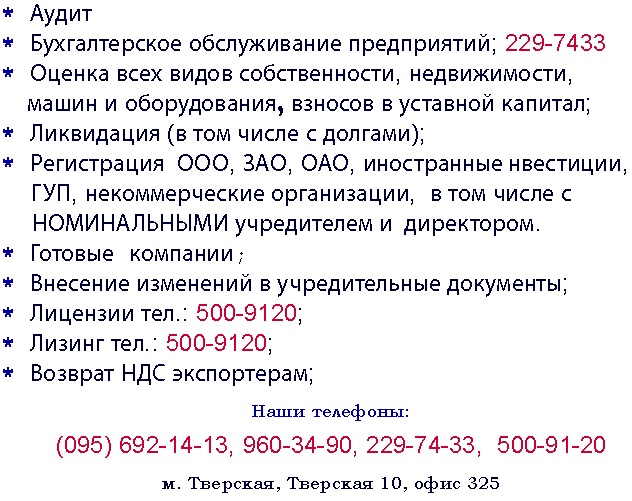 * Аудит
* Бухгалтерское обслуживание предприятий; 229-7433
* Оценка всех видов собственности, недвижимости,
машин и оборудования, взносов в уставной капитал;
* Ликвидация (в том числе с долгами);
* Регистрация ООО, ЗАО, ОАО, иностранные нвестиции,
ГУП, некоммерческие организации, в том числе с
НОМИНАЛЬНЫМИ учредителем и директором.
* Готовые компании;
* Внесение изменений в учредительные документы;
* Лицензии тел.: 500-9120;
* Лизинг тел.: 500-9120;
* Возврат НДС экспортерам;
Наши телефоны:
(095) 692-14-13, 960-34-90, 229-74-33, 500-91-20
м. Тверская, Тверская 10, офис 325